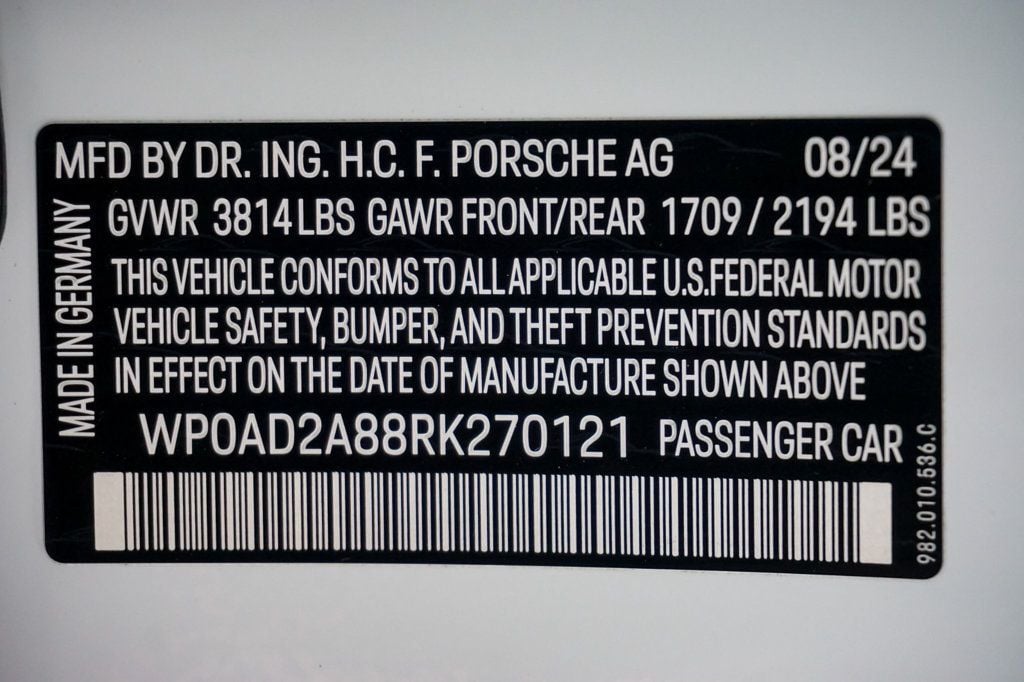 MFD BY DR. ING. H.C. F. PORSCHE AG 08/24
GVWR 3814 LBS GAWR FRONT/REAR 1709 / 2194 LBS
THIS VEHICLE CONFORMS TO ALL APPLICABLE U.S.FEDERAL MOTOR
VEHICLE SAFETY, BUMPER, AND THEFT PREVENTION STANDARDS
IN EFFECT ON THE DATE OF MANUFACTURE SHOWN ABOVE
WP0AD2A88RK270121 PASSENGER CAR
MADE IN GERMANY
982.010.536.C